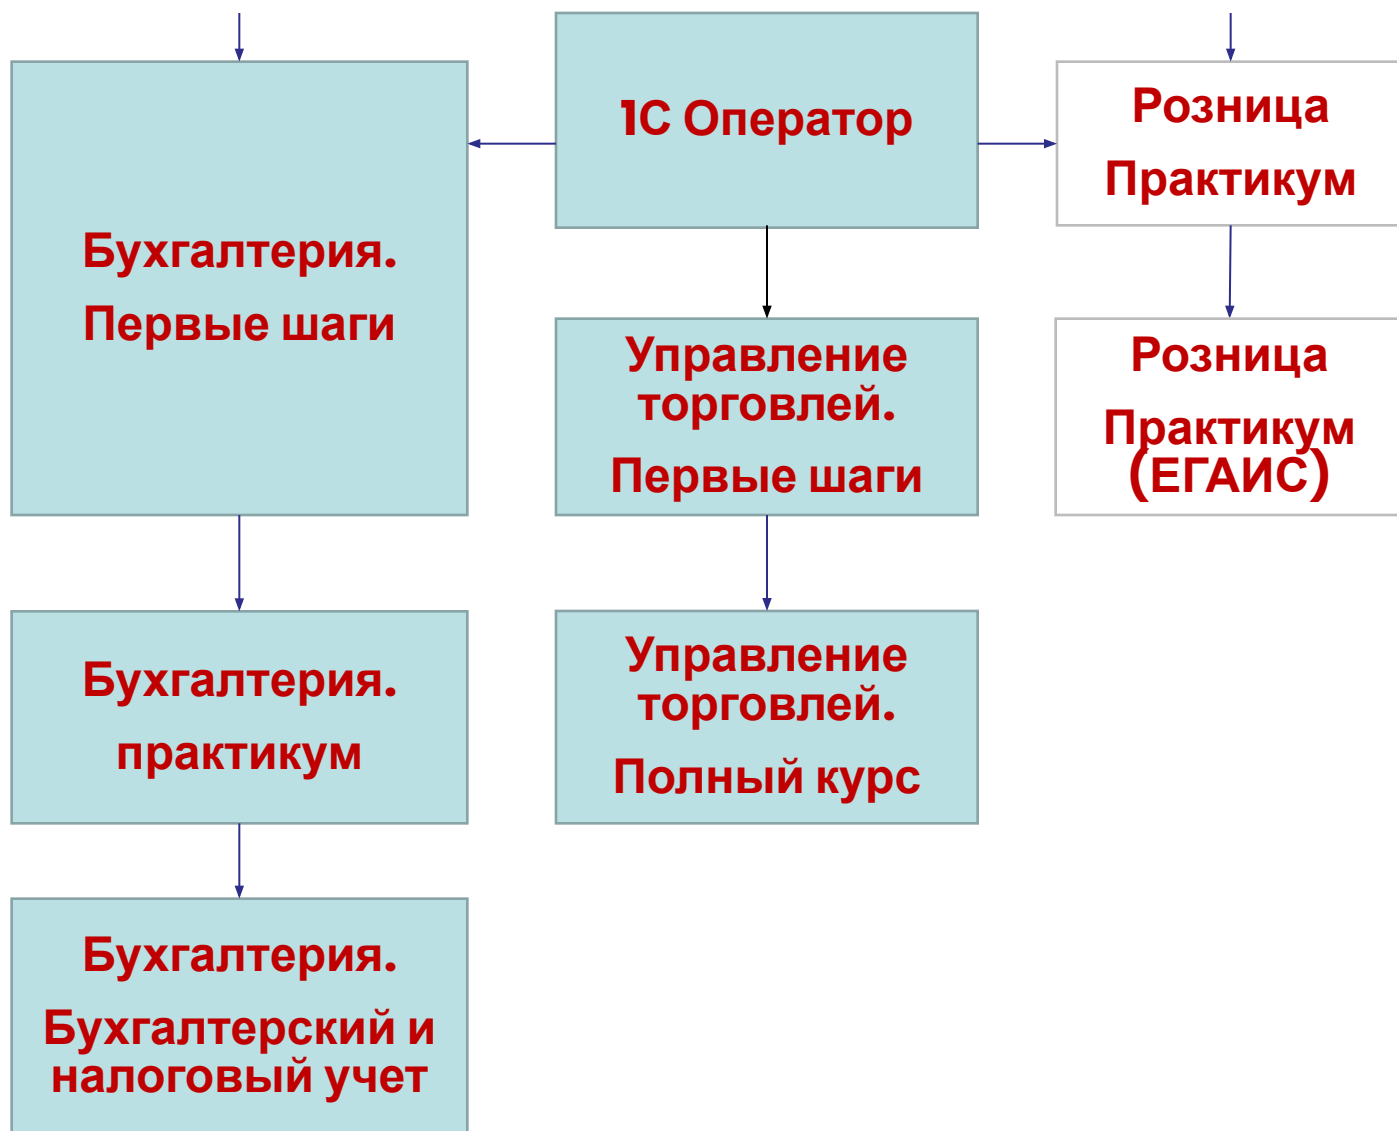 1С Оператор
Розница
Практикум
Бухгалтерия.
Первые шаги
Управление
торговлей.
Первые шаги
Розница
Практикум
(ЕГАИС)
Бухгалтерия.
практикум
Управление
торговлей.
Полный курс
Бухгалтерия.
Бухгалтерский и
налоговый учет